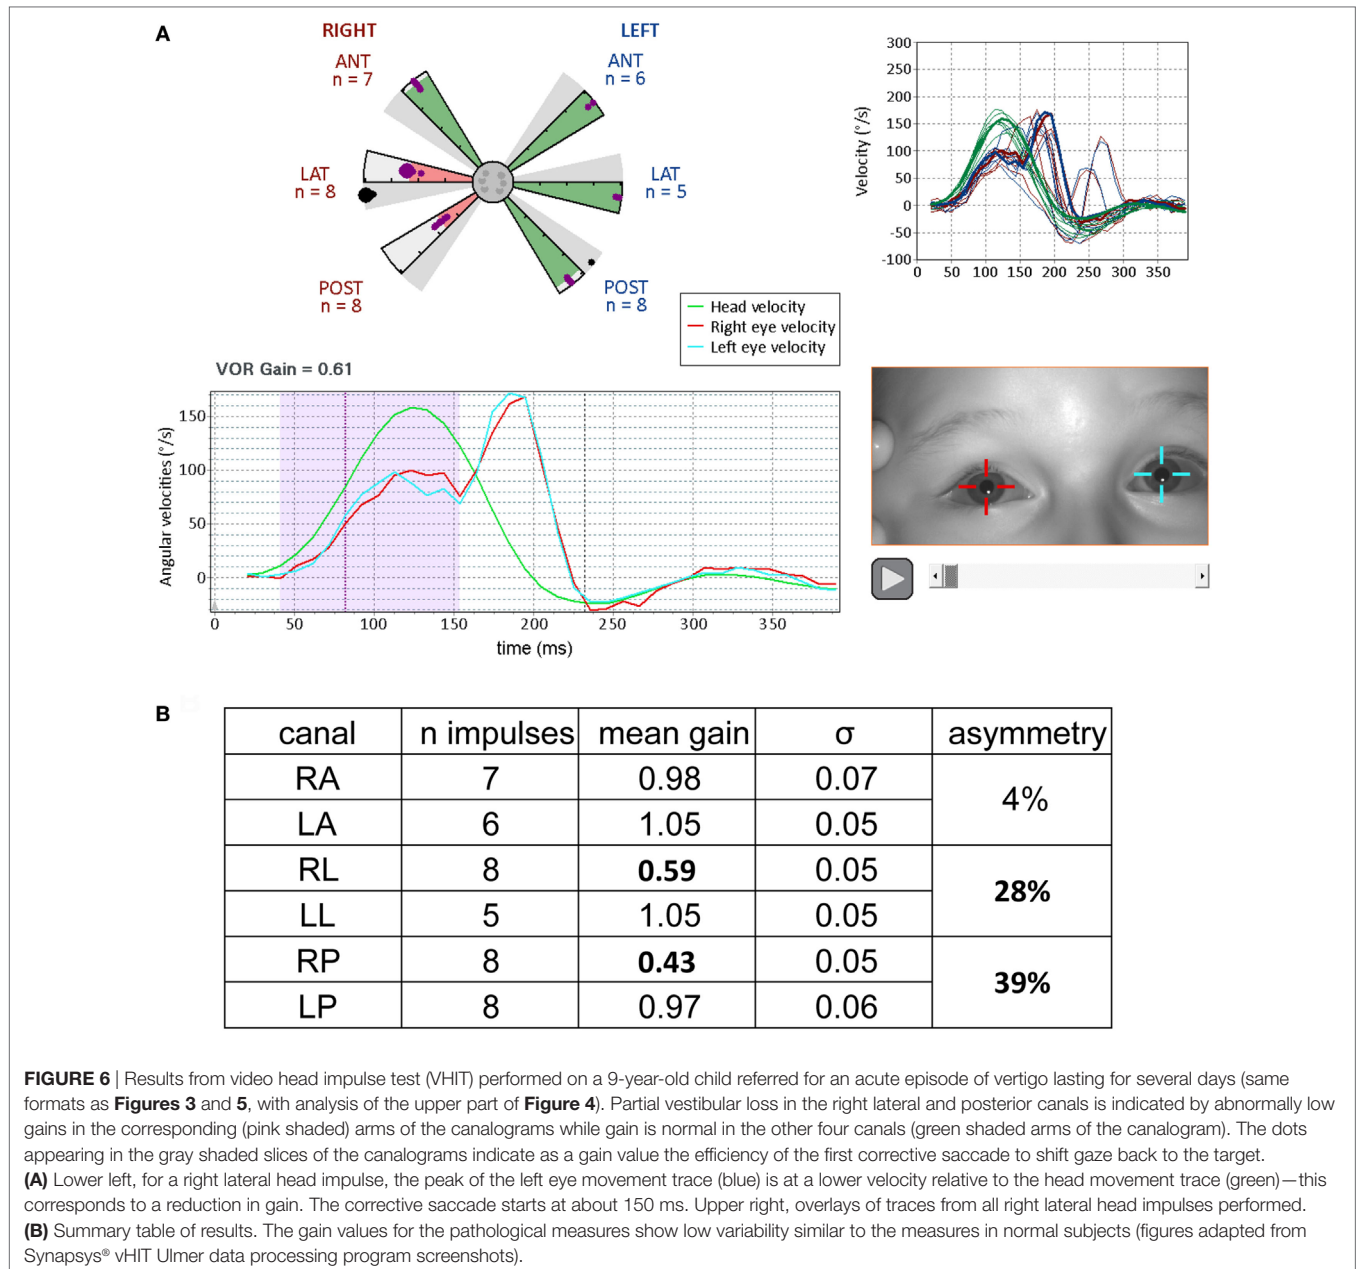 A
RIGHT
LEFT
ANT
n = 7
ANT
n = 6
LAT
n = 8
LAT
n = 5
POST
n = 8
POST
n = 8
300
250
200
150
100
50
0
-50
-100
0 50 100 150 200 250 300 350
Velocity (°/s)
Head velocity
Right eye velocity
Left eye velocity
VOR Gain = 0.61
Angular velocities (°/s)
150
100
50
0
0 50 100 150 200 250 300 350
time (ms)
B
canal n impulses mean gain σ asymmetry
RA 7 0.98 0.07 4%
LA 6 1.05 0.05
RL 8 0.59 0.05 28%
LL 5 1.05 0.05
RP 8 0.43 0.05 39%
LP 8 0.97 0.06
FIGURE 6 | Results from video head impulse test (VHIT) performed on a 9-year-old child referred for an acute episode of vertigo lasting for several days (same
formats as Figures 3 and 5, with analysis of the upper part of Figure 4). Partial vestibular loss in the right lateral and posterior canals is indicated by abnormally low
gains in the corresponding (pink shaded) arms of the canalograms while gain is normal in the other four canals (green shaded arms of the canalogram). The dots
appearing in the gray shaded slices of the canalograms indicate as a gain value the efficiency of the first corrective saccade to shift gaze back to the target.
(A) Lower left, for a right lateral head impulse, the peak of the left eye movement trace (blue) is at a lower velocity relative to the head movement trace (green)—this
corresponds to a reduction in gain. The corrective saccade starts at about 150 ms. Upper right, overlays of traces from all right lateral head impulses performed.
(B) Summary table of results. The gain values for the pathological measures show low variability similar to the measures in normal subjects (figures adapted from
Synapsys® vHIT Ulmer data processing program screenshots).